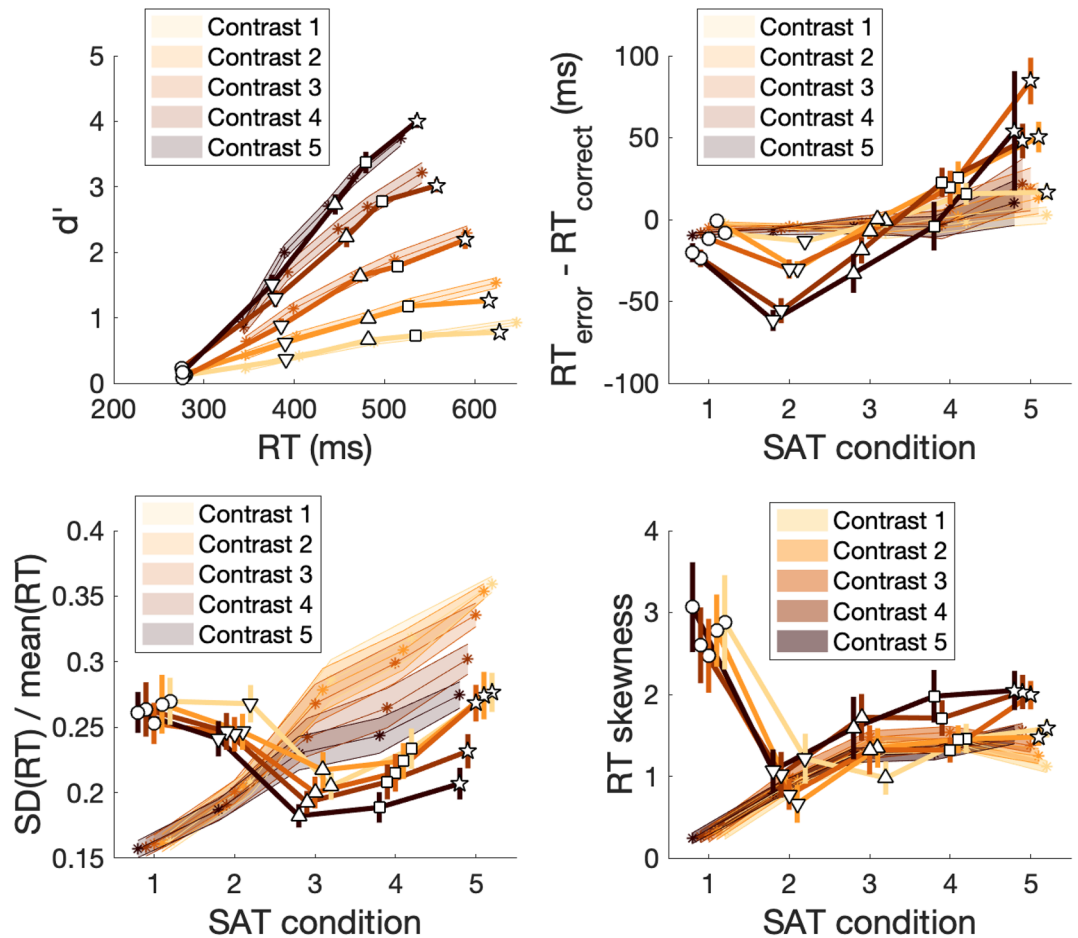 Contrast 1
Contrast 2
Contrast 3
Contrast 4
Contrast 5
5
4
3
2
1
0
d'
200 300 400 500 600
RT (ms)
Contrast 1
Contrast 2
Contrast 3
Contrast 4
Contrast 5
100
50
0
-50
-100
RTerror - RTcorrect (ms)
1 2 3 4 5
SAT condition
Contrast 1
Contrast 2
Contrast 3
Contrast 4
Contrast 5
0.4
0.35
0.3
0.25
0.2
0.15
SD(RT) / mean(RT)
1 2 3 4 5
SAT condition
Contrast 1
Contrast 2
Contrast 3
Contrast 4
Contrast 5
4
3
2
1
0
RT skewness
1 2 3 4 5
SAT condition